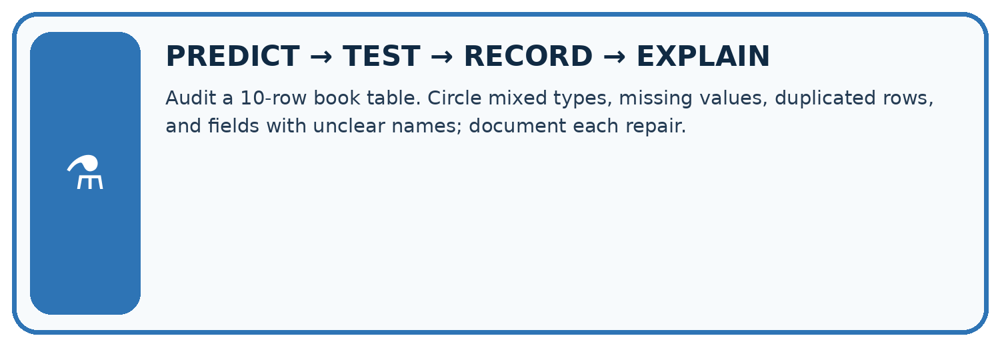 PREDICT → TEST → RECORD → EXPLAIN
Audit a 10-row book table. Circle mixed types, missing values, duplicated rows,
and fields with unclear names; document each repair.